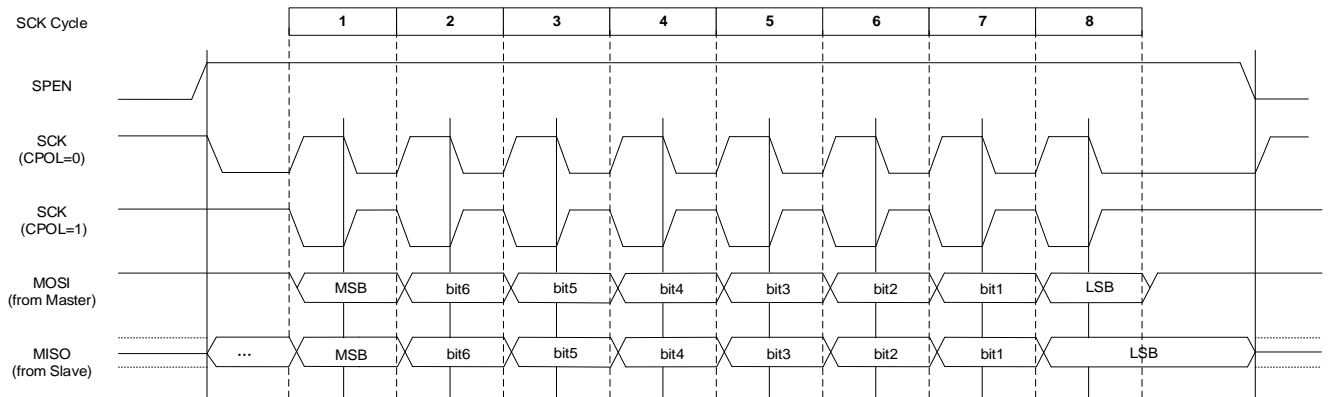 SCK Cycle 1 2 3 4 5 6 7 8
SPEN
SCK
(CPOL=0)
SCK
(CPOL=1)
MOSI
(from Master)
MSB bit6 bit5 bit4 bit3 bit2 bit1 LSB
MISO
(from Slave)
... MSB bit6 bit5 bit4 bit3 bit2 bit1 LSB